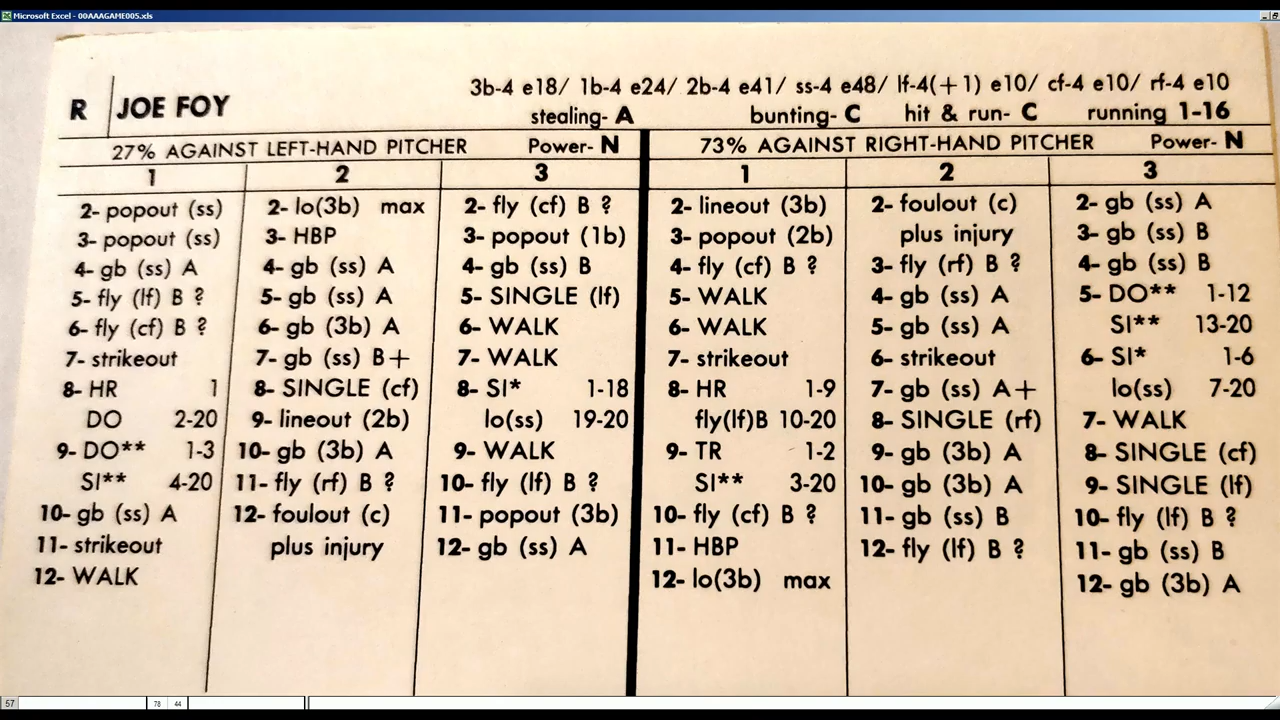 Microsoft Excel - 00AAAGAME005.xls
3b-4 e18/ 1b-4 e24/ 2b-4 e41/ ss-4 e48/ lf-4(+1) e10/ cf-4 e10/ rf-4 e10
R JOE FOY
stealing- A bunting- C hit & run- C running 1-16
27% AGAINST LEFT-HAND PITCHER Power- N
1
2- popout (ss)
3- popout (ss)
4- gb (ss) A
5- fly (lf) B ?
6- fly (cf) B ?
7- strikeout
8- HR 1
DO 2-20
9- DO** 1-3
SI** 4-20
10- gb (ss) A
11- strikeout
12- WALK
2
2- lo(3b) max
3- HBP
4- gb (ss) A
5- gb (ss) A
6- gb (3b) A
7- gb (ss) B+
8- SINGLE (cf)
9- lineout (2b)
10- gb (3b) A
11- fly (rf) B ?
12- foulout (c)
plus injury
3
2- fly (cf) B ?
3- popout (1b)
4- gb (ss) B
5- SINGLE (lf)
6- WALK
7- WALK
8- SI* 1-18
lo(ss) 19-20
9- WALK
10- fly (lf) B ?
11- popout (3b)
12- gb (ss) A
73% AGAINST RIGHT-HAND PITCHER Power- N
1
2- lineout (3b)
3- popout (2b)
4- fly (cf) B ?
5- WALK
6- WALK
7- strikeout
8- HR 1-9
fly(lf)B 10-20
9- TR 1-2
SI** 3-20
10- fly (cf) B ?
11- HBP
12- lo(3b) max
2
2- foulout (c)
plus injury
3- fly (rf) B ?
4- gb (ss) A
5- gb (ss) A
6- strikeout
7- gb (ss) A+
8- SINGLE (rf)
9- gb (3b) A
10- gb (3b) A
11- gb (ss) B
12- fly (lf) B ?
3
2- gb (ss) A
3- gb (ss) B
4- gb (ss) B
5- DO** 1-12
SI** 13-20
6- SI* 1-6
lo(ss) 7-20
7- WALK
8- SINGLE (cf)
9- SINGLE (lf)
10- fly (lf) B ?
11- gb (ss) B
12- gb (3b) A
57 78 44